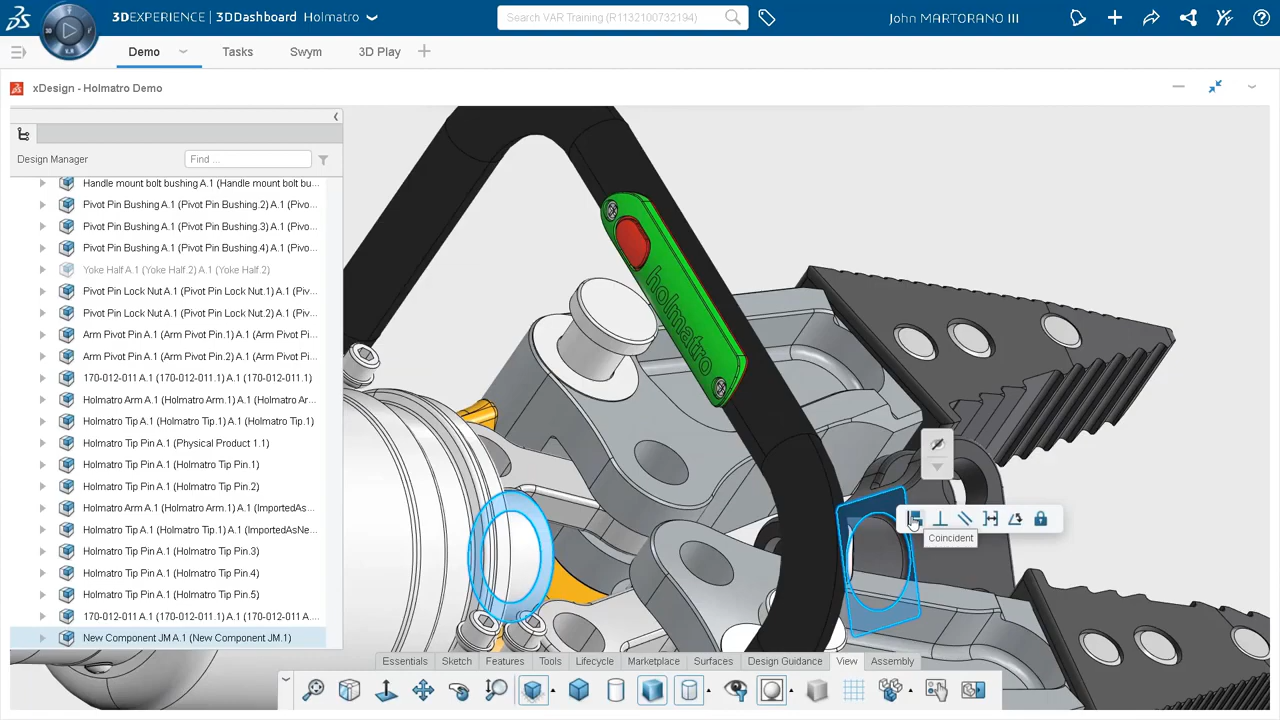 3DEXPERIENCE | 3DDashboard Holmatro
Search VAR Training (R1132100732194)
John MARTORANO III
Demo
Tasks
Swym
3D Play
xDesign - Holmatro Demo
Design Manager
Find ...
Handle mount bolt bushing A.1 (Handle mount bolt bu...
Pivot Pin Bushing A.1 (Pivot Pin Bushing.2) A.1 (Pivo...
Pivot Pin Bushing A.1 (Pivot Pin Bushing.3) A.1 (Pivo...
Pivot Pin Bushing A.1 (Pivot Pin Bushing.4) A.1 (Pivo...
Yoke Half A.1 (Yoke Half.2) A.1 (Yoke Half.2)
Pivot Pin Lock Nut A.1 (Pivot Pin Lock Nut.1) A.1 (Piv...
Pivot Pin Lock Nut A.1 (Pivot Pin Lock Nut.2) A.1 (Piv...
Arm Pivot Pin A.1 (Arm Pivot Pin.1) A.1 (Arm Pivot Pi...
Arm Pivot Pin A.1 (Arm Pivot Pin.2) A.1 (Arm Pivot Pi...
170-012-011 A.1 (170-012-011.1) A.1 (170-012-011.1)
Holmatro Arm A.1 (Holmatro Arm.1) A.1 (Holmatro Ar...
Holmatro Tip A.1 (Holmatro Tip.1) A.1 (Holmatro Tip.1)
Holmatro Tip Pin A.1 (Physical Product 1.1)
Holmatro Tip Pin A.1 (Holmatro Tip Pin.1)
Holmatro Tip Pin A.1 (Holmatro Tip Pin.2)
Holmatro Arm A.1 (Holmatro Arm.1) A.1 (ImportedAs...
Holmatro Tip A.1 (Holmatro Tip.1) A.1 (ImportedAsNe...
Holmatro Tip Pin A.1 (Holmatro Tip Pin.3)
Holmatro Tip Pin A.1 (Holmatro Tip Pin.4)
Holmatro Tip Pin A.1 (Holmatro Tip Pin.5)
170-012-011 A.1 (170-012-011.1) A.1 (170-012-011 A...
New Component JM A.1 (New Component JM.1)
holmatro
Coincident
Essentials
Sketch
Features
Tools
Lifecycle
Marketplace
Surfaces
Design Guidance
View
Assembly